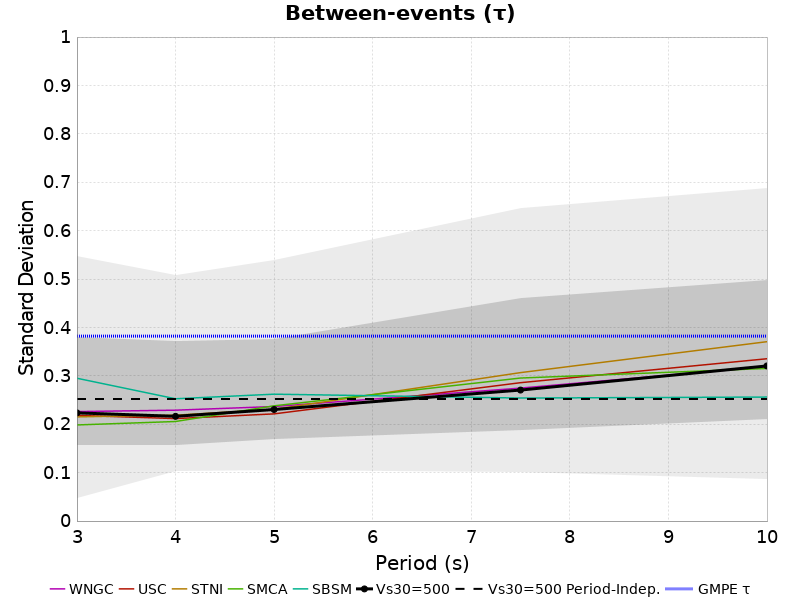 Between-events (τ)
1
0.9
0.8
0.7
0.6
0.5
0.4
0.3
0.2
0.1
0
Standard Deviation
3 4 5 6 7 8 9 10
Period (s)
WNGC USC STNI SMCA SBSM Vs30=500 Vs30=500 Period-Indep. GMPE τ